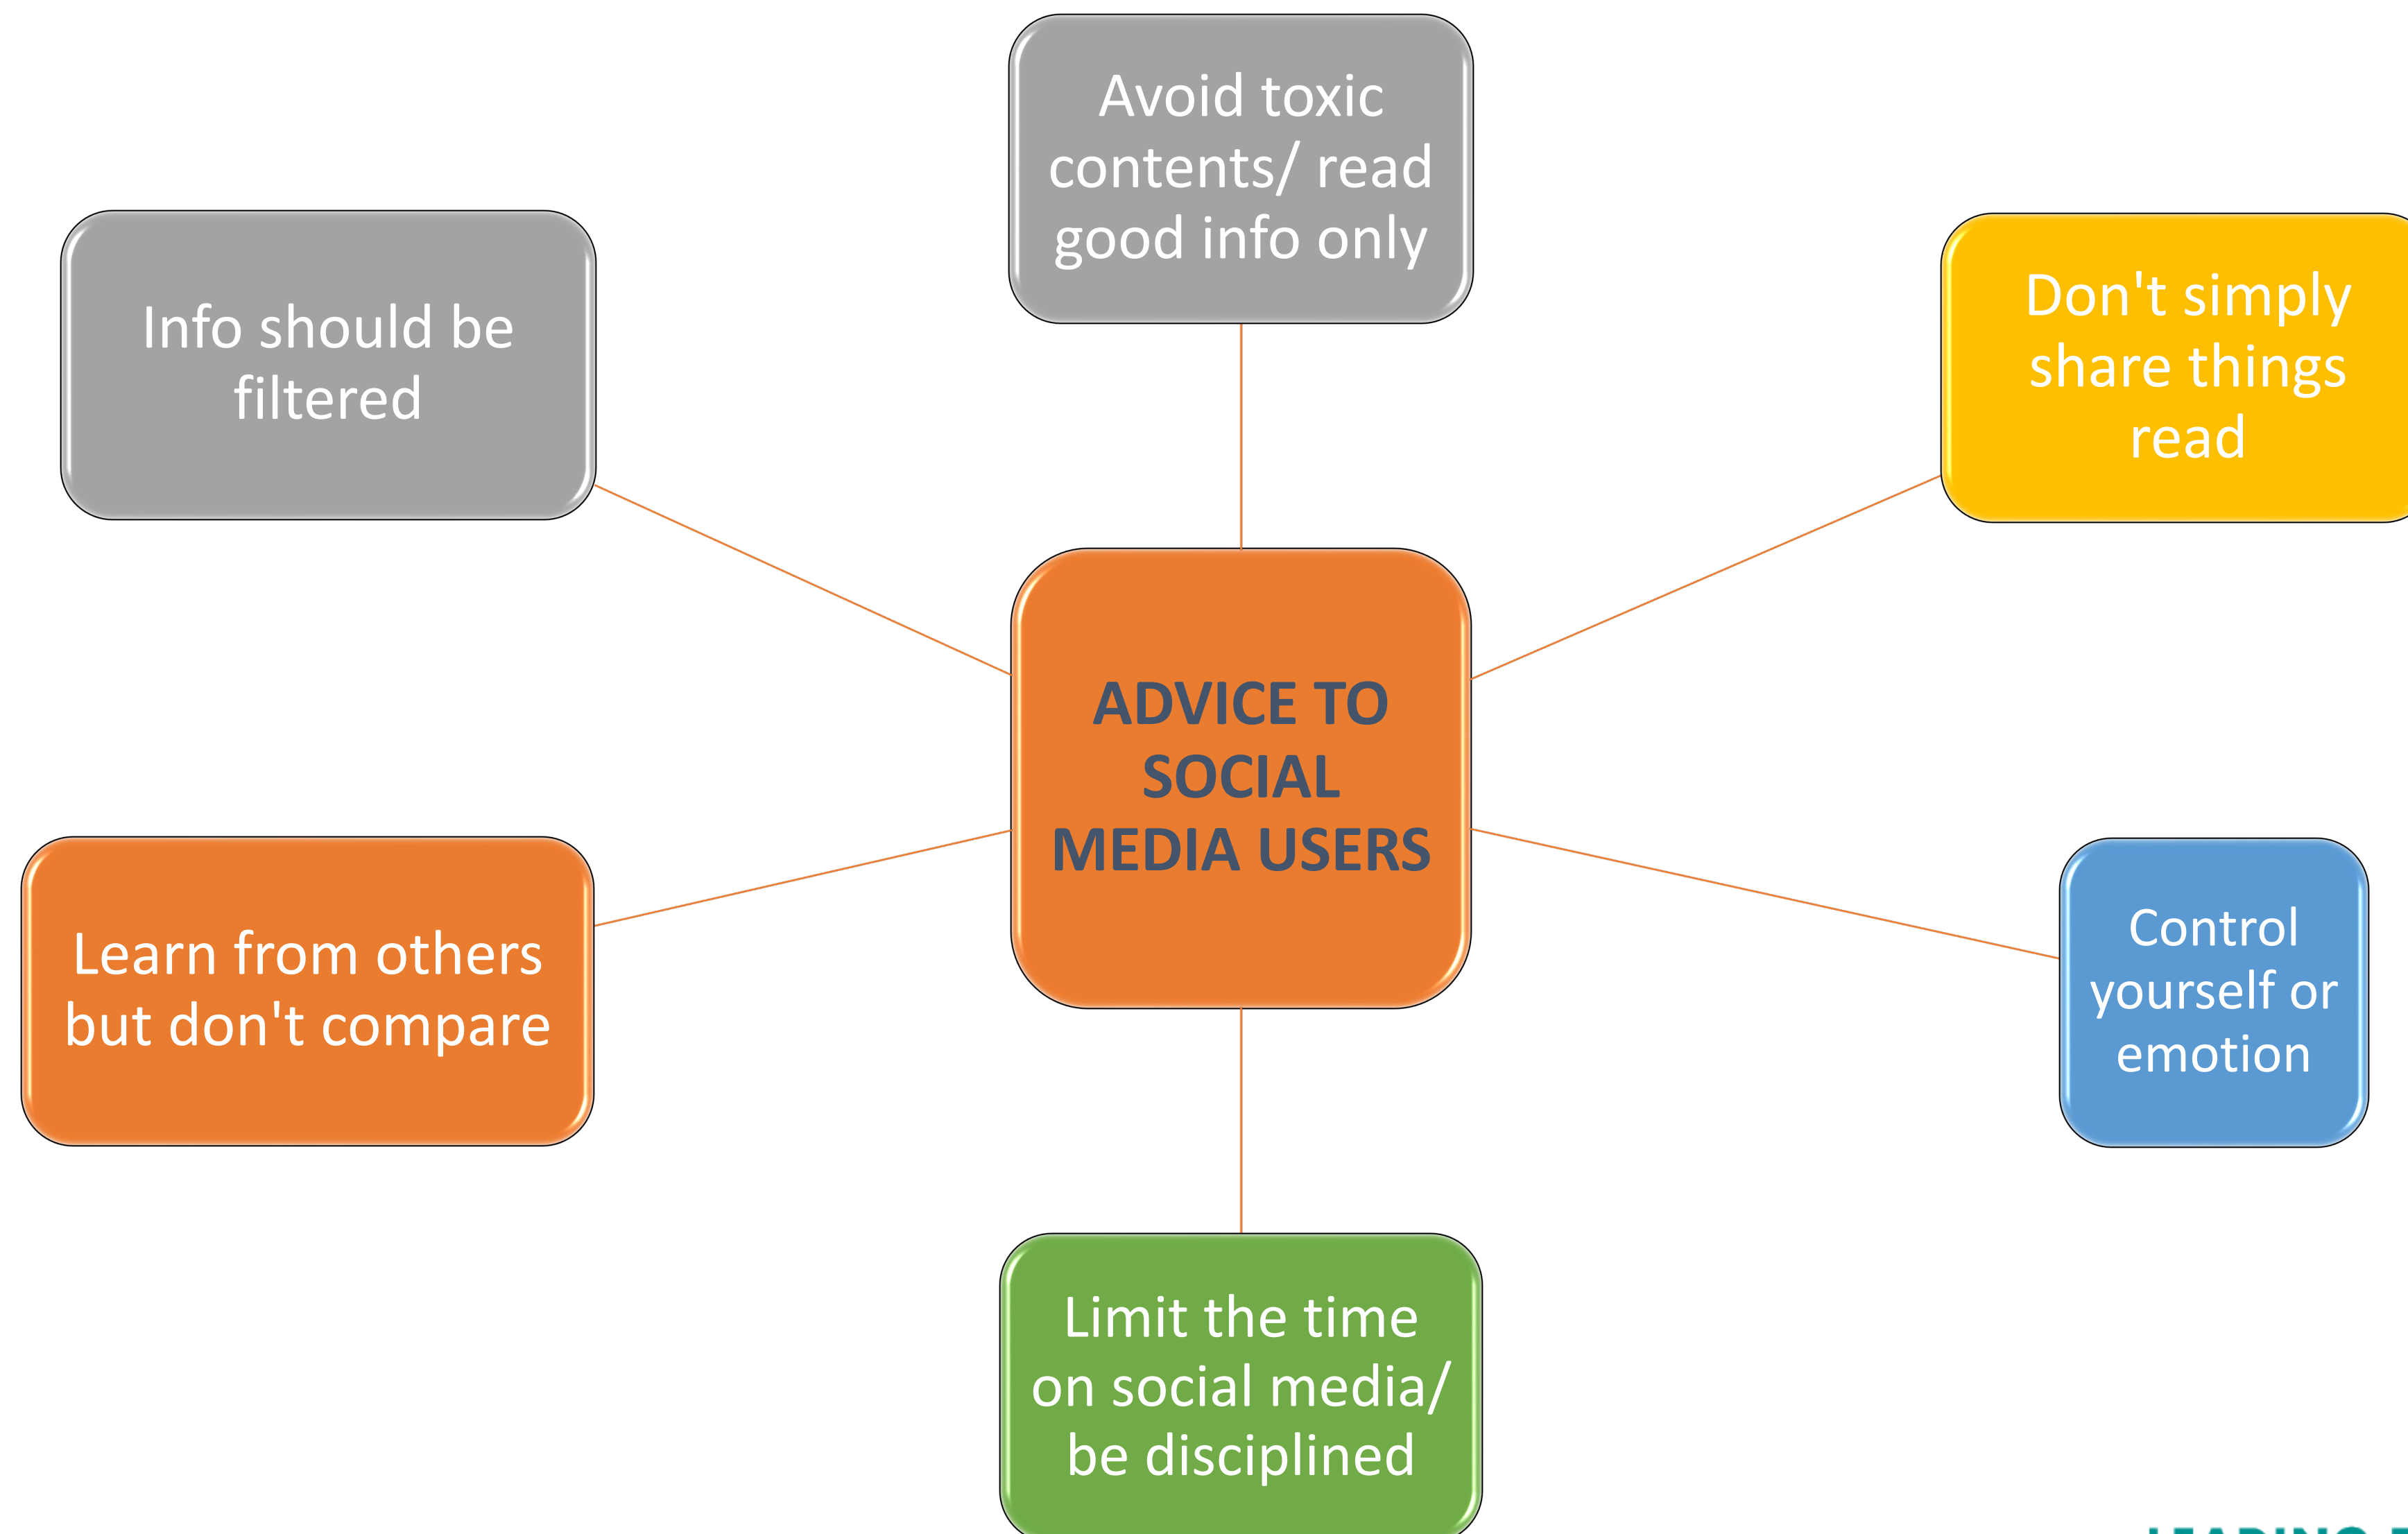 Avoid toxic
contents/ read
good info only
Don't simply
share things
read
Info should be
filtered
ADVICE TO
SOCIAL
MEDIA USERS
Learn from others
but don't compare
Control
yourself or
emotion
Limit the time
on social media/
be disciplined